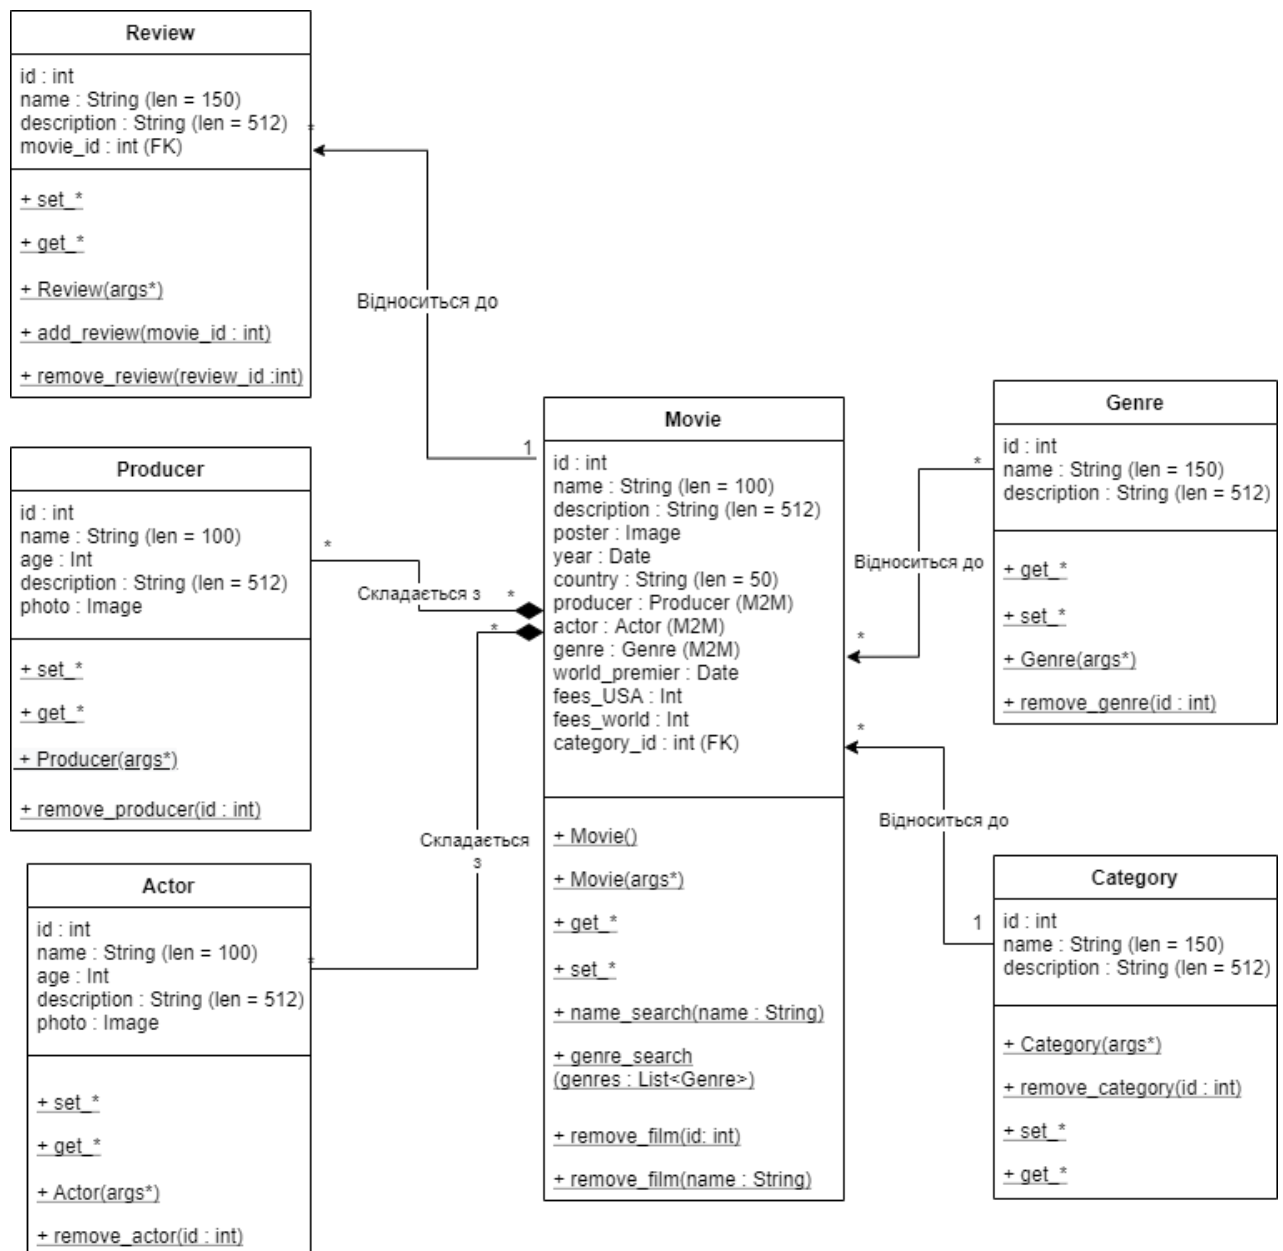 Review
id : int
name : String (len = 150)
description : String (len = 512)
movie_id : int (FK)
+ set_*
+ get_*
+ Review(args*)
+ add_review(movie_id : int)
+ remove_review(review_id :int)
*
Відноситься до
1
Producer
id : int
name : String (len = 100)
age : Int
description : String (len = 512)
photo : Image
+ set_*
+ get_*
+ Producer(args*)
+ remove_producer(id : int)
*
Складається з
*
Actor
id : int
name : String (len = 100)
age : Int
description : String (len = 512)
photo : Image
+ set_*
+ get_*
+ Actor(args*)
+ remove_actor(id : int)
*
Складається
з
*
Movie
id : int
name : String (len = 100)
description : String (len = 512)
poster : Image
year : Date
country : String (len = 50)
producer : Producer (M2M)
actor : Actor (M2M)
genre : Genre (M2M)
world_premier : Date
fees_USA : Int
fees_world : Int
category_id : int (FK)
+ Movie()
+ Movie(args*)
+ get_*
+ set_*
+ name_search(name : String)
+ genre_search
(genres : List<Genre>)
+ remove_film(id: int)
+ remove_film(name : String)
*
Відноситься до
*
Genre
id : int
name : String (len = 150)
description : String (len = 512)
+ get_*
+ set_*
+ Genre(args*)
+ remove_genre(id : int)
*
Відноситься до
1
Category
id : int
name : String (len = 150)
description : String (len = 512)
+ Category(args*)
+ remove_category(id : int)
+ set_*
+ get_*